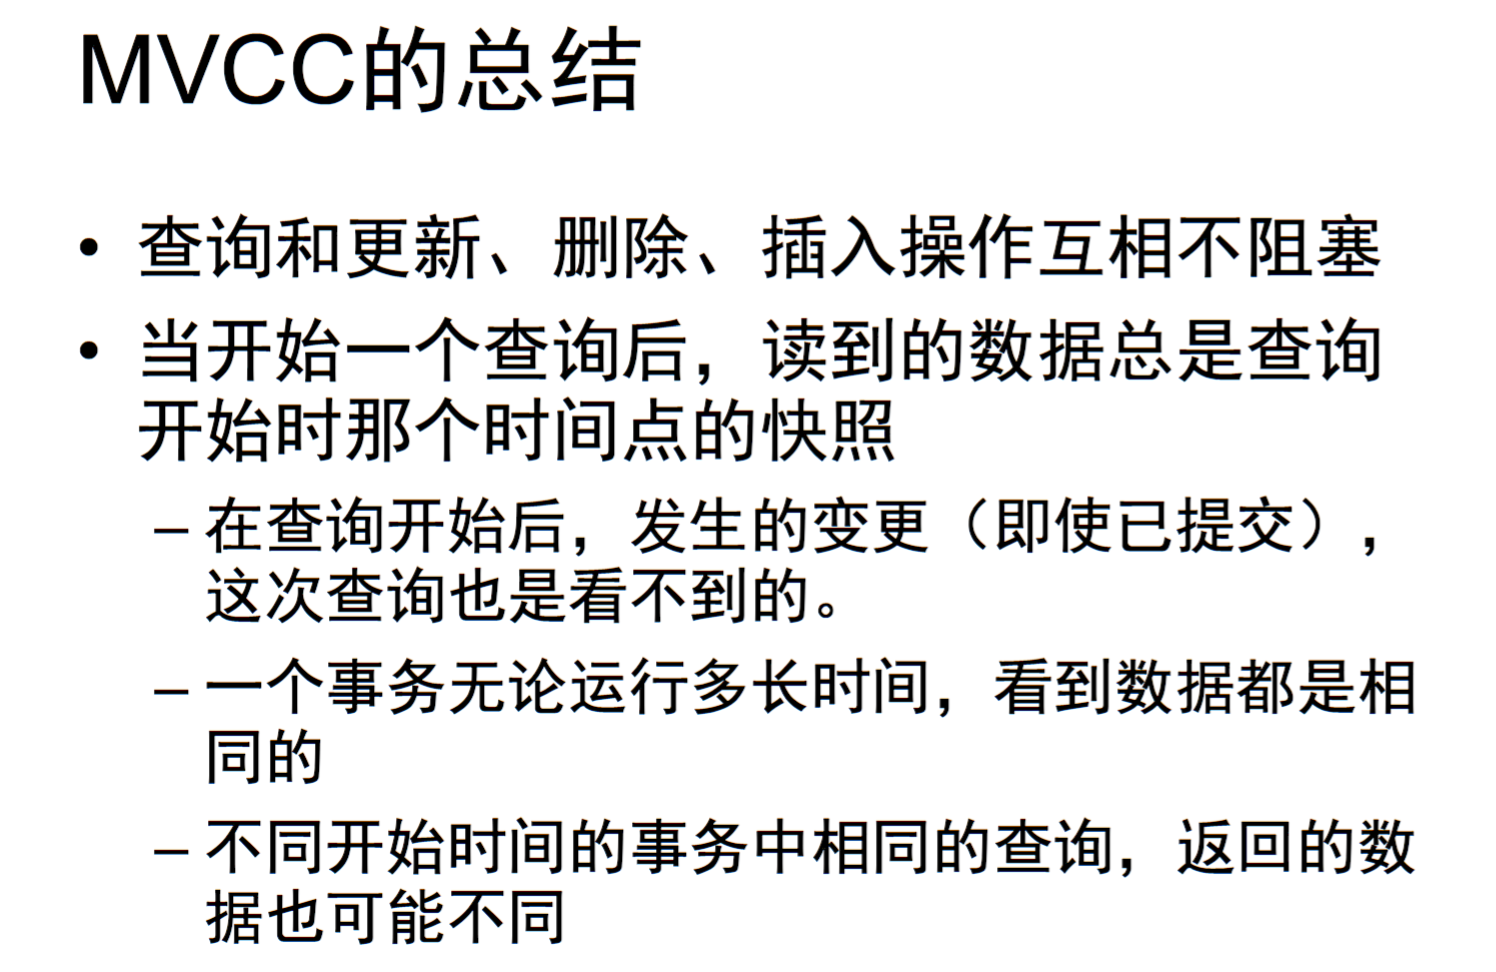 MVCC的总结
• 查询和更新、删除、插入操作互相不阻塞
• 当开始一个查询后，读到的数据总是查询
开始时那个时间点的快照
– 在查询开始后，发生的变更（即使已提交），
这次查询也是看不到的。
– 一个事务无论运行多长时间，看到数据都是相
同的
– 不同开始时间的事务中相同的查询，返回的数
据也可能不同